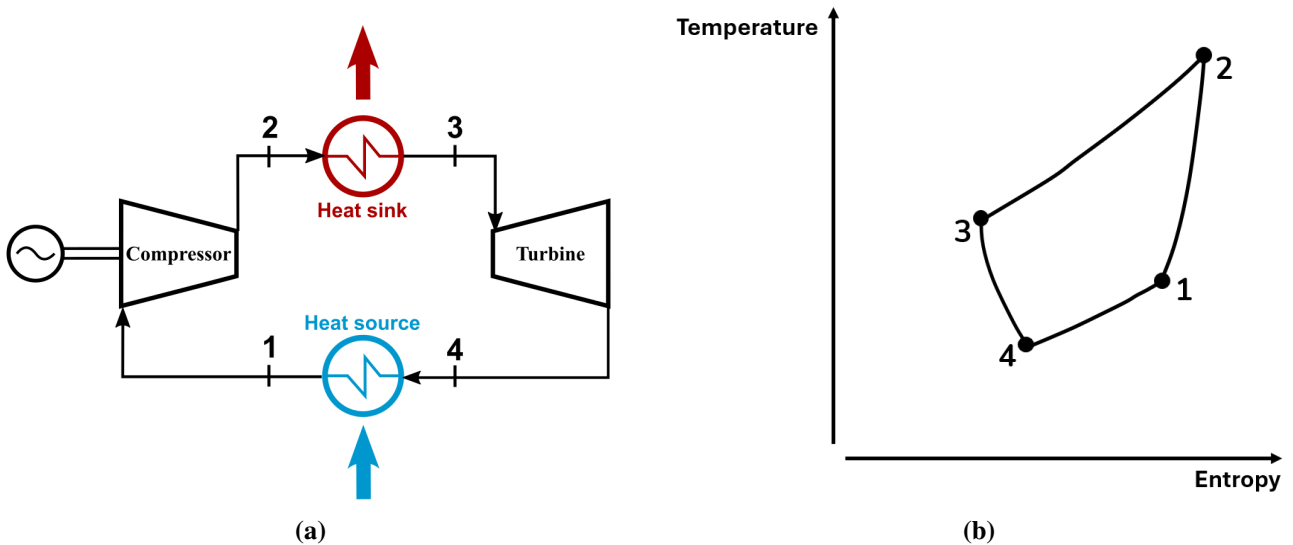 2
3
Heat sink
Compressor
Turbine
Heat source
1
4
(a)
Temperature
2
3
1
4
Entropy
(b)